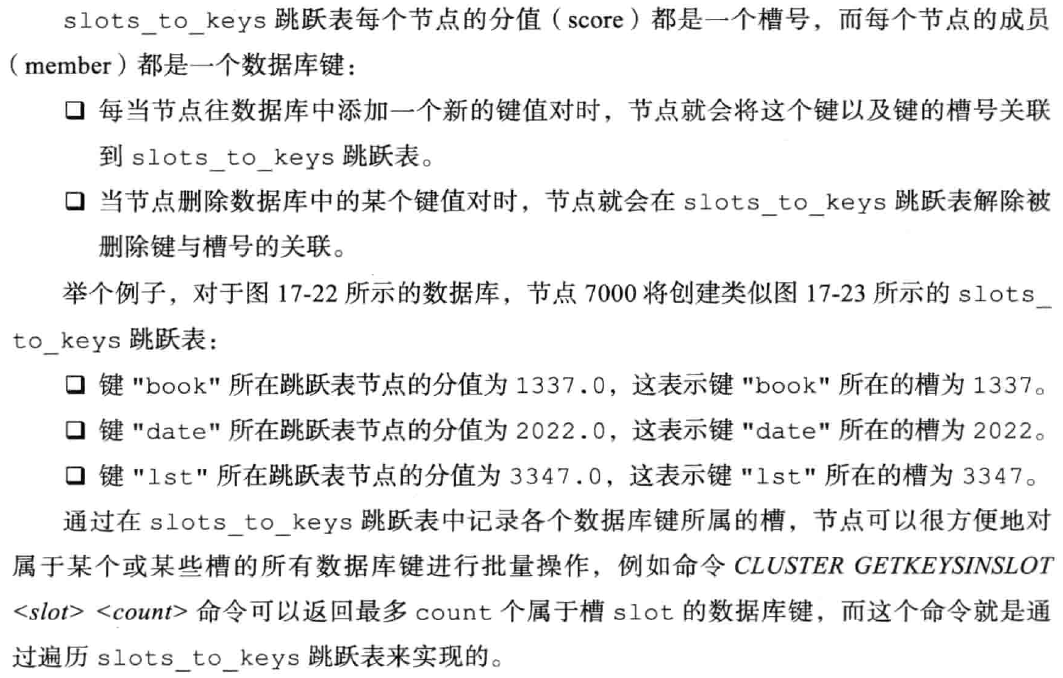 slots_to_keys 跳跃表每个节点的分值（score）都是一个槽号，而每个节点的成员
（member）都是一个数据库键：
❏ 每当节点往数据库中添加一个新的键值对时，节点就会将这个键以及键的槽号关联
到 slots_to_keys 跳跃表。
❏ 当节点删除数据库中的某个键值对时，节点就会在 slots_to_keys 跳跃表解除被
删除键与槽号的关联。
举个例子，对于图 17-22 所示的数据库，节点 7000 将创建类似图 17-23 所示的 slots_
to_keys 跳跃表：
❏ 键 "book" 所在跳跃表节点的分值为 1337.0，这表示键 "book" 所在的槽为 1337。
❏ 键 "date" 所在跳跃表节点的分值为 2022.0，这表示键 "date" 所在的槽为 2022。
❏ 键 "lst" 所在跳跃表节点的分值为 3347.0，这表示键 "lst" 所在的槽为 3347。
通过在 slots_to_keys 跳跃表中记录各个数据库键所属的槽，节点可以很方便地对
属于某个或某些槽的所有数据库键进行批量操作，例如命令 CLUSTER GETKEYSINSLOT
<slot> <count> 命令可以返回最多 count 个属于槽 slot 的数据库键，而这个命令就是通
过遍历 slots_to_keys 跳跃表来实现的。